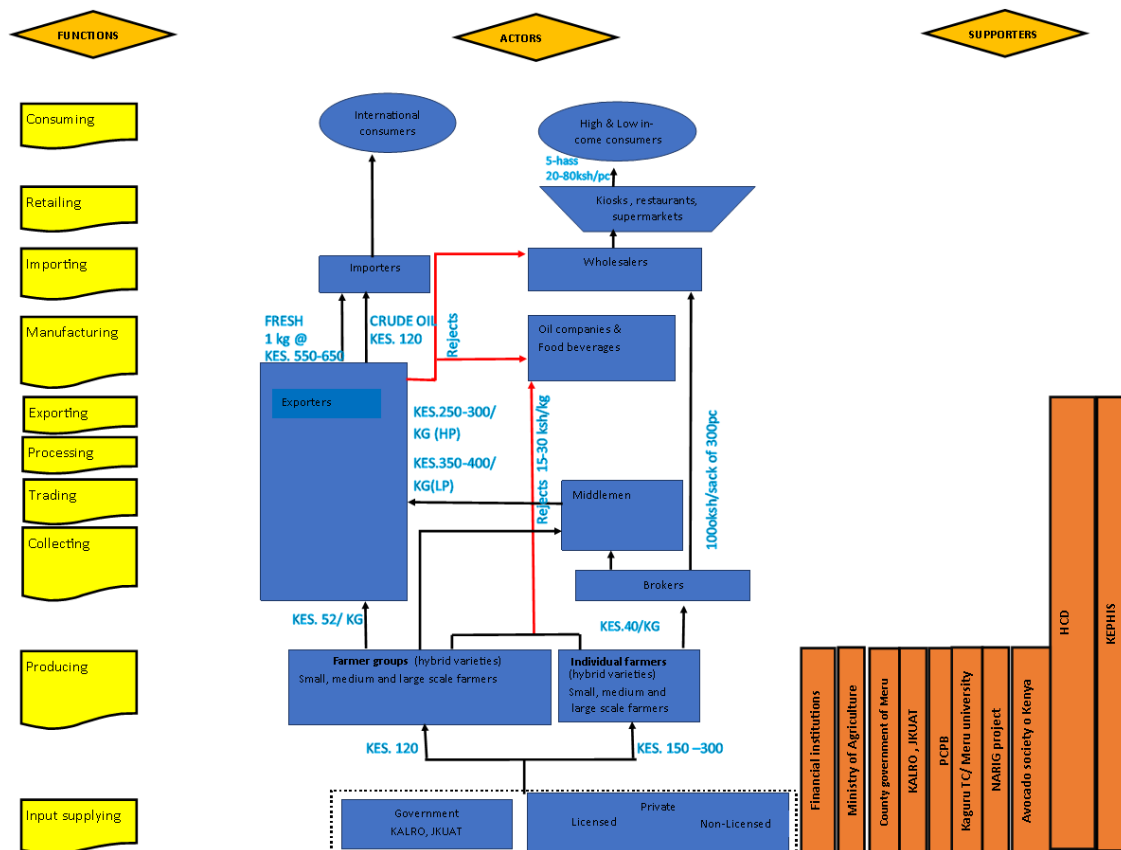 FUNCTIONS
ACTORS
SUPPORTERS
Consuming
Retailing
Importing
Manufacturing
Exporting
Processing
Trading
Collecting
Producing
Input supplying
International
consumers
High & Low in-
come consumers
5-hass
20-80ksh/pc
Kiosks, restaurants,
supermarkets
Importers
Wholesalers
FRESH
1 kg @
KES. 550-650
CRUDE OIL
KES. 120
Rejects
Oil companies &
Food beverages
Exporters
KES.250-300/
KG (HP)
KES.350-400/
KG(LP)
Rejects 15-30 ksh/kg
100oksh/sack of 300pc
Middlemen
Brokers
KES. 52/ KG
KES.40/KG
Farmer groups (hybrid varieties)
Small, medium and large scale farmers
Individual farmers
(hybrid varieties)
Small, medium and
large scale farmers
KES. 120
KES. 150 –300
Government
KALRO, JKUAT
Private
Licensed
Non-Licensed
Financial institutions
Ministry of Agriculture
County government of Meru
KALRO , JKUAT
PCPB
Kaguru TC/ Meru university
NARIG project
Avocado society o Kenya
HCD
KEPHIS